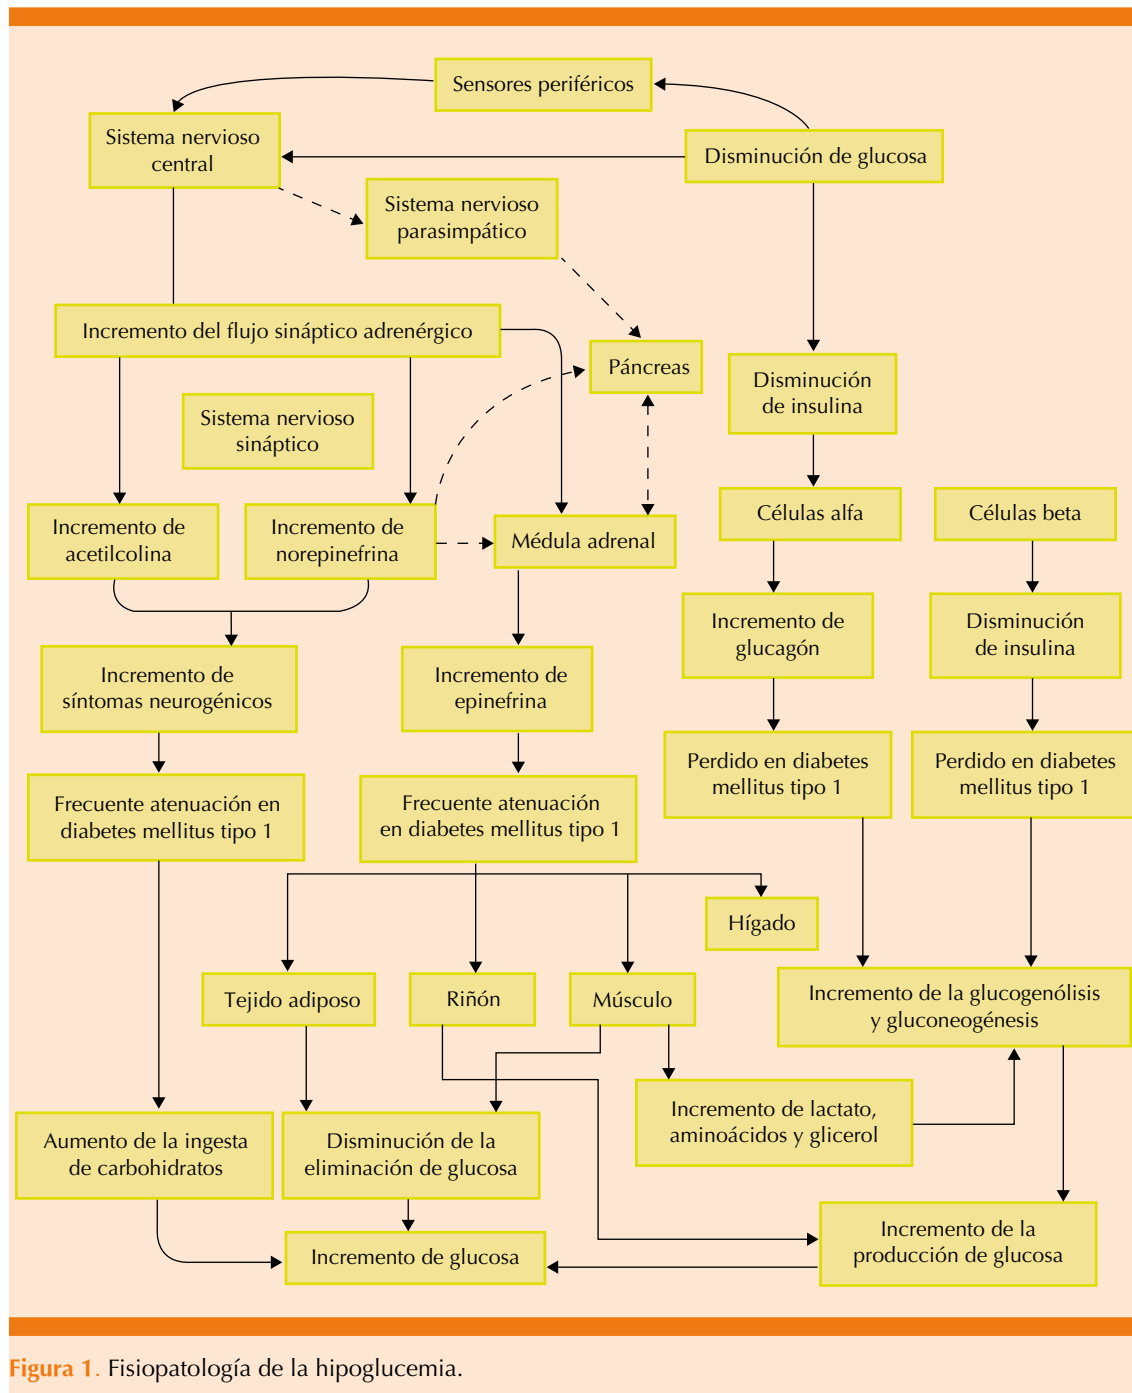 Sensores periféricos
Sistema nervioso
central
Disminución de glucosa
Sistema nervioso
parasimpático
Incremento del flujo sináptico adrenérgico
Páncreas
Disminución
de insulina
Sistema nervioso
sináptico
Incremento de
acetilcolina
Incremento de
norepinefrina
Médula adrenal
Células alfa
Células beta
Incremento de
glucagón
Disminución
de insulina
Incremento de
síntomas neurogénicos
Incremento de
epinefrina
Perdido en diabetes
mellitus tipo 1
Perdido en diabetes
mellitus tipo 1
Frecuente atenuación en
diabetes mellitus tipo 1
Frecuente atenuación
en diabetes mellitus tipo 1
Hígado
Tejido adiposo
Riñón
Músculo
Incremento de la glucogenólisis
y gluconeogénesis
Incremento de lactato,
aminoácidos y glicerol
Aumento de la ingesta
de carbohidratos
Disminución de la
eliminación de glucosa
Incremento de la
producción de glucosa
Incremento de glucosa
Figura 1. Fisiopatología de la hipoglucemia.